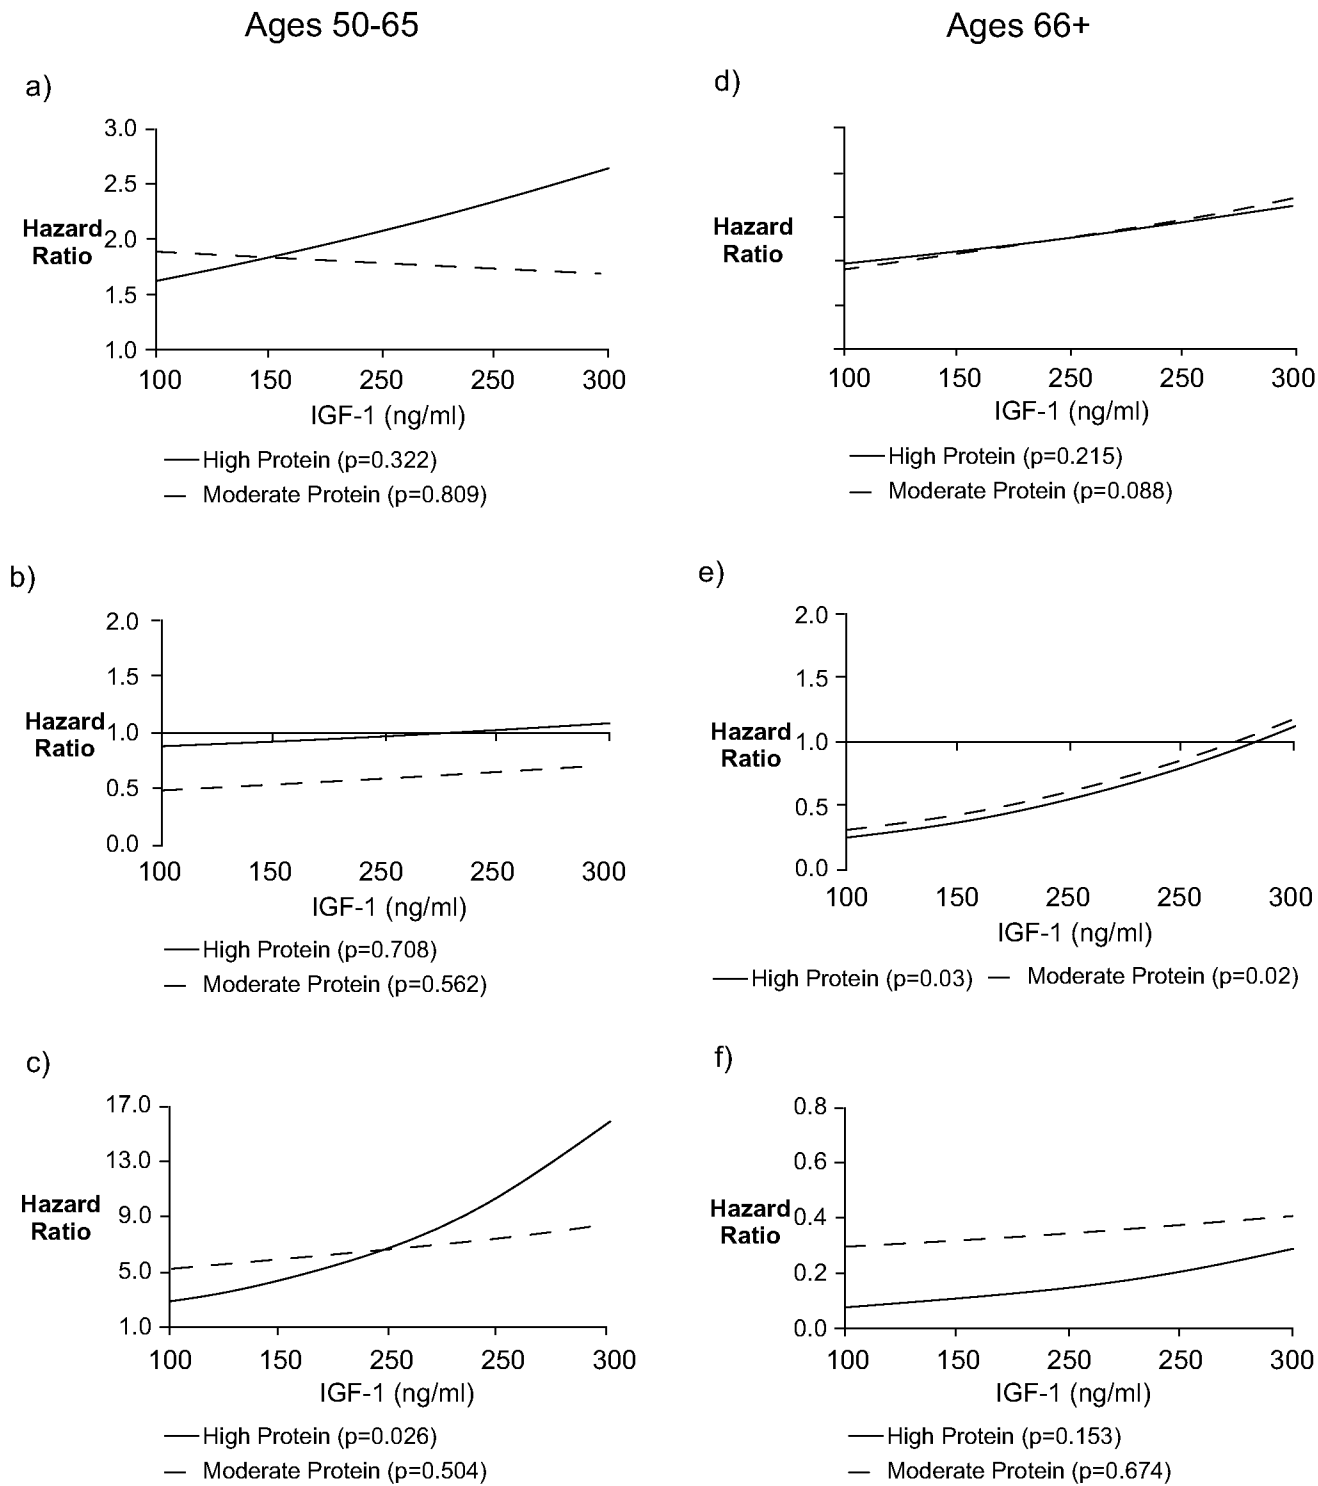 Ages 50-65
Ages 66+
a)
3.0
2.5
2.0
1.5
1.0
Hazard
Ratio
100 150 250 250 300
IGF-1 (ng/ml)
High Protein (p=0.322)
Moderate Protein (p=0.809)
d)
Hazard
Ratio
100 150 250 250 300
IGF-1 (ng/ml)
High Protein (p=0.215)
Moderate Protein (p=0.088)
b)
2.0
1.5
1.0
0.5
0.0
Hazard
Ratio
100 150 250 250 300
IGF-1 (ng/ml)
High Protein (p=0.708)
Moderate Protein (p=0.562)
e)
2.0
1.5
1.0
0.5
0.0
Hazard
Ratio
100 150 250 250 300
IGF-1 (ng/ml)
High Protein (p=0.03) Moderate Protein (p=0.02)
c)
17.0
13.0
9.0
5.0
1.0
Hazard
Ratio
100 150 250 250 300
IGF-1 (ng/ml)
High Protein (p=0.026)
Moderate Protein (p=0.504)
f)
0.8
0.6
0.4
0.2
0.0
Hazard
Ratio
100 150 250 250 300
IGF-1 (ng/ml)
High Protein (p=0.153)
Moderate Protein (p=0.674)